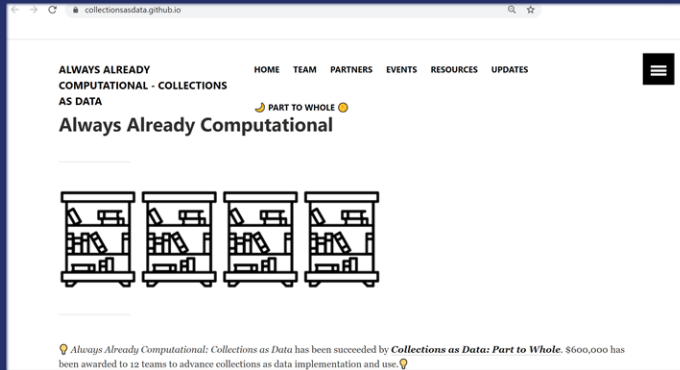 collectionsasdata.github.io
ALWAYS ALREADY
COMPUTATIONAL - COLLECTIONS
AS DATA
HOME TEAM PARTNERS EVENTS RESOURCES UPDATES
🌙 PART TO WHOLE 🌕
Always Already Computational
💡 Always Already Computational: Collections as Data has been succeeded by Collections as Data: Part to Whole. $600,000 has
been awarded to 12 teams to advance collections as data implementation and use.💡